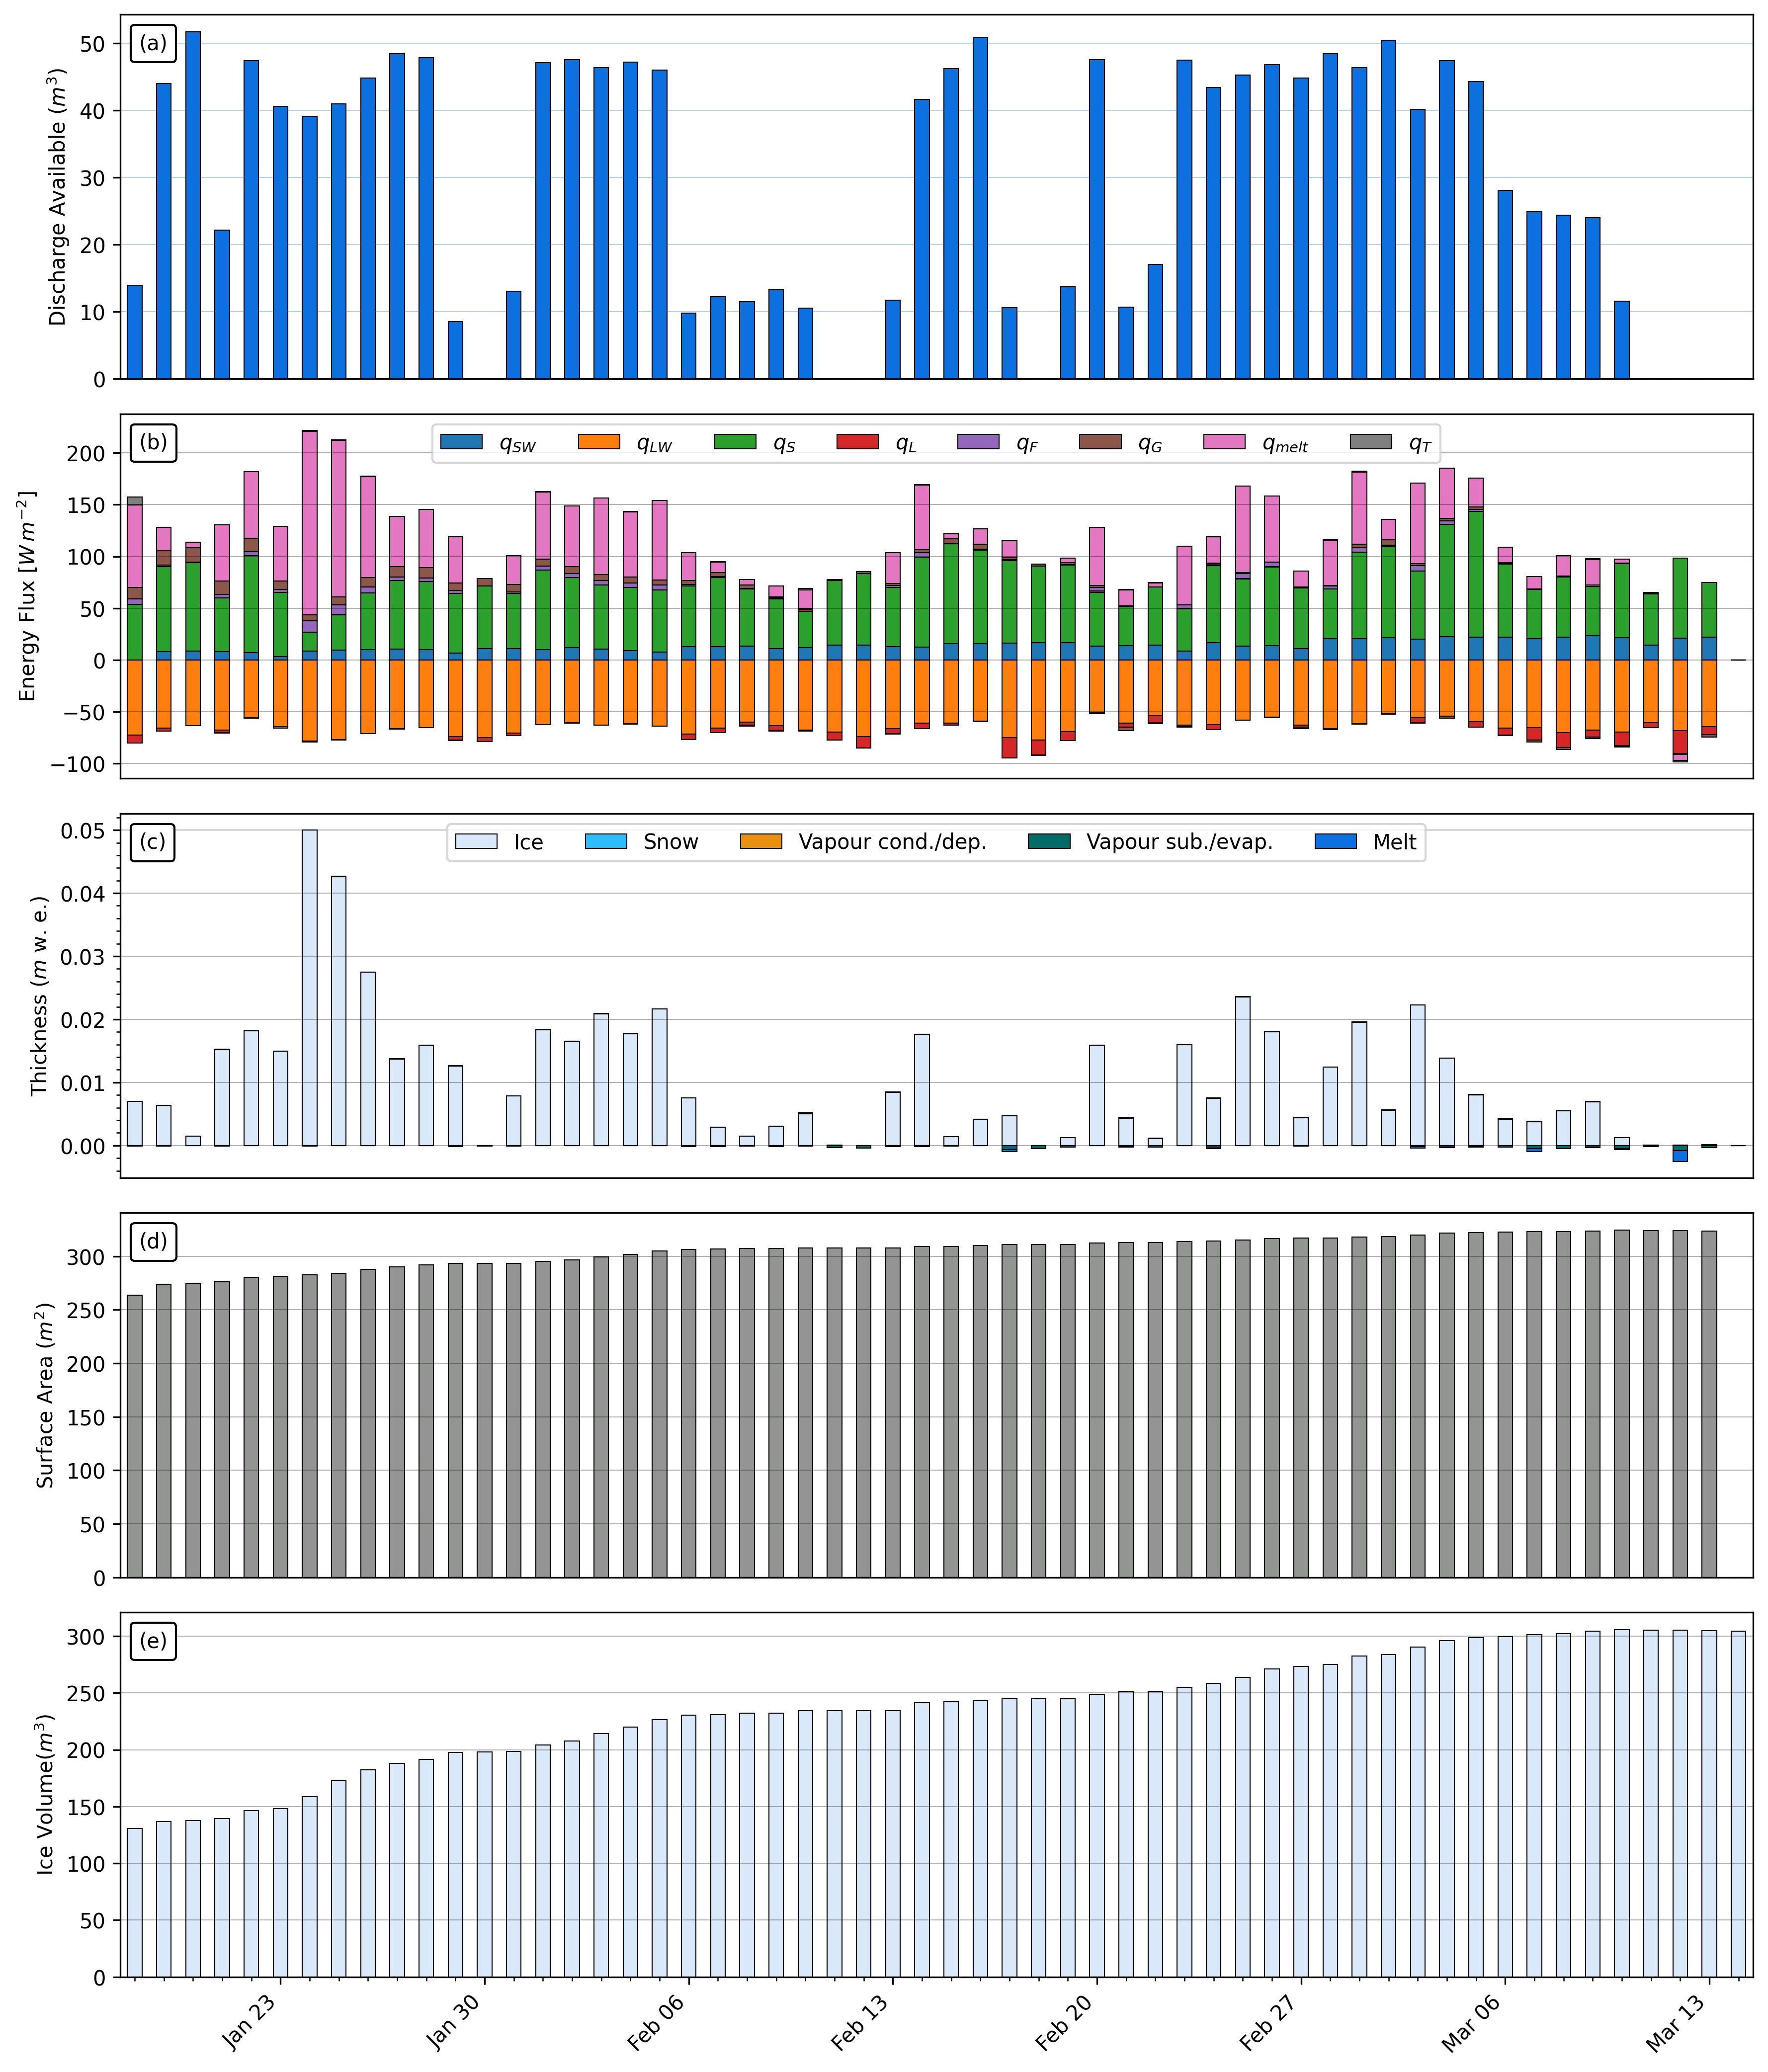 (a)
Discharge Available (m³)
50
40
30
20
10
0
(b)
q_SW q_LW q_S q_L q_F q_G q_melt q_T
Energy Flux [W m⁻²]
200
150
100
50
0
−50
−100
(c)
Ice Snow Vapour cond./dep. Vapour sub./evap. Melt
Thickness (m w. e.)
0.05
0.04
0.03
0.02
0.01
0.00
(d)
Surface Area (m²)
300
250
200
150
100
50
0
(e)
Ice Volume(m³)
300
250
200
150
100
50
0
Jan 23 Jan 30 Feb 06 Feb 13 Feb 20 Feb 27 Mar 06 Mar 13